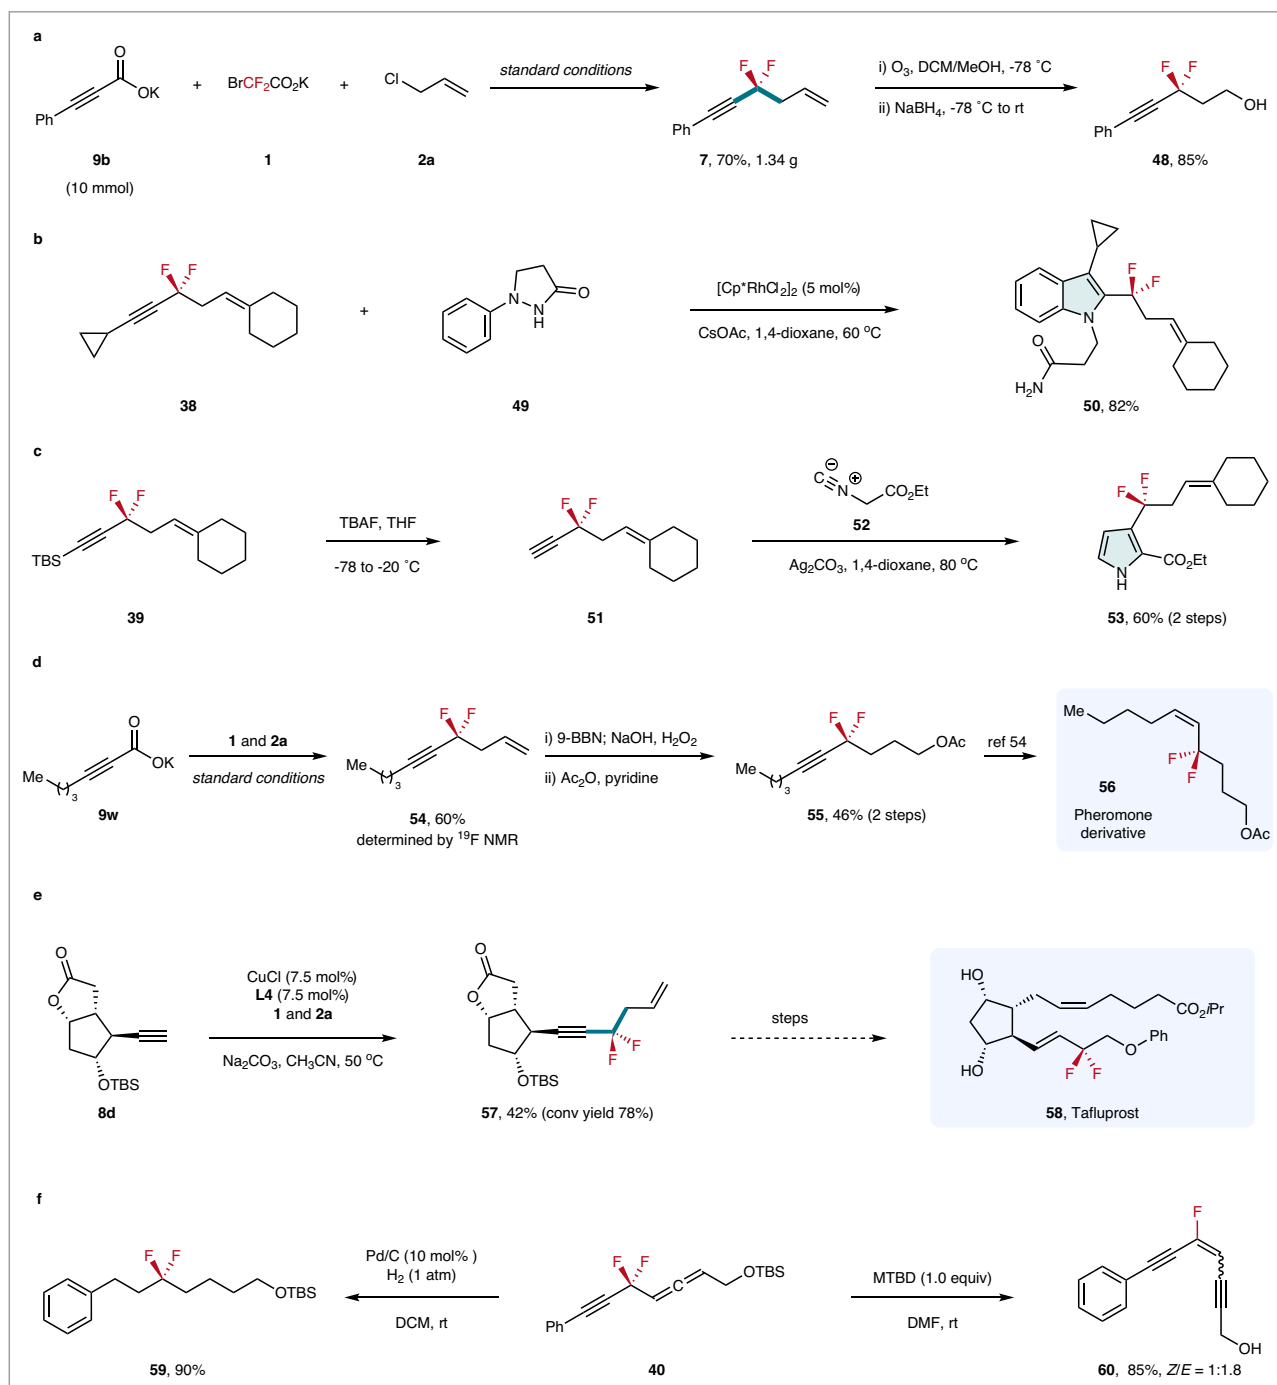 a
O
OK
Ph
9b
(10 mmol)
+
BrCF2CO2K
1
+
Cl
2a
standard conditions
F F
Ph
7, 70%, 1.34 g
i) O3, DCM/MeOH, -78 ˚C
ii) NaBH4, -78 ˚C to rt
F F
OH
Ph
48, 85%
b
F F
38
+
N
NH
O
49
[Cp*RhCl2]2 (5 mol%)
CsOAc, 1,4-dioxane, 60 oC
F
F
N
O
H2N
50, 82%
c
F F
TBS
39
TBAF, THF
-78 to -20 ˚C
F F
51
⊖ ⊕
C N
CO2Et
52
Ag2CO3, 1,4-dioxane, 80 oC
F
F
CO2Et
N
H
53, 60% (2 steps)
d
O
OK
Me
( )3
9w
1 and 2a
standard conditions
F F
Me
( )3
54, 60%
determined by 19F NMR
i) 9-BBN; NaOH, H2O2
ii) Ac2O, pyridine
F F
OAc
Me
( )3
55, 46% (2 steps)
ref 54
Me
F
F
56
Pheromone
derivative
OAc
e
O
O
OTBS
8d
CuCl (7.5 mol%)
L4 (7.5 mol%)
1 and 2a
Na2CO3, CH3CN, 50 oC
O
O
F
F
OTBS
57, 42% (conv yield 78%)
steps
HO
CO2iPr
Ph
O
HO
F F
58, Tafluprost
f
F F
OTBS
59, 90%
Pd/C (10 mol% )
H2 (1 atm)
DCM, rt
F F
OTBS
Ph
40
MTBD (1.0 equiv)
DMF, rt
F
OH
60, 85%, Z/E = 1:1.8